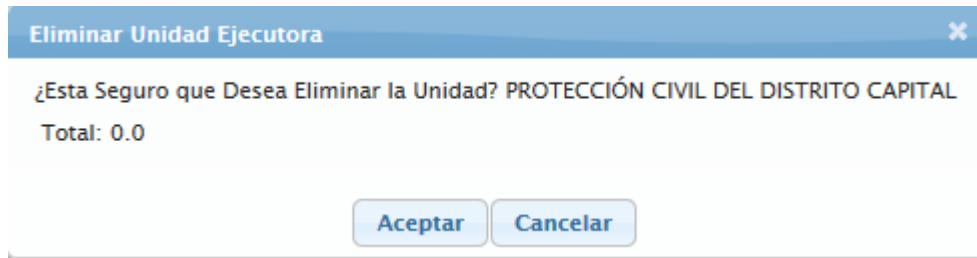 Eliminar Unidad Ejecutora
¿Esta Seguro que Desea Eliminar la Unidad? PROTECCIÓN CIVIL DEL DISTRITO CAPITAL
Total: 0.0
Aceptar Cancelar